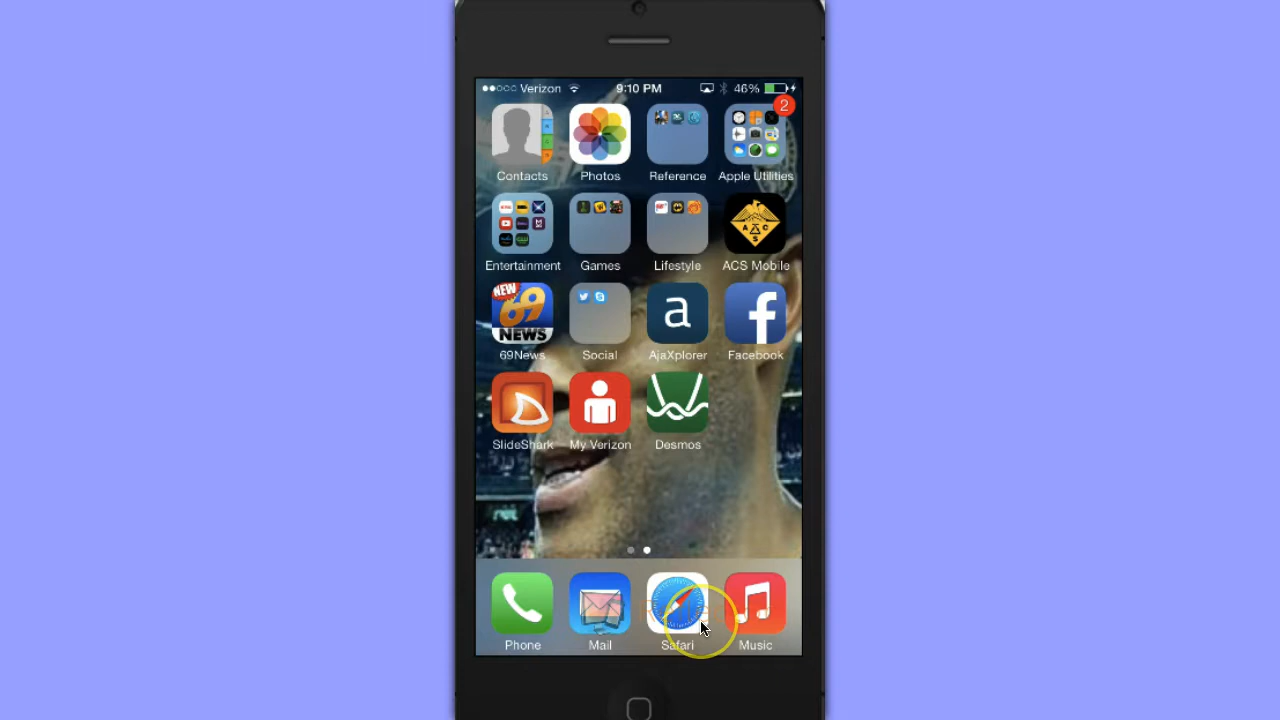 ●●○○○ Verizon 9:10 PM 46%
2
Contacts Photos Reference Apple Utilities
Entertainment Games Lifestyle ACS Mobile
A C S
NEW
69
NEWS
a
f
69News Social AjaXplorer Facebook
SlideShark My Verizon Desmos
Phone Mail Safari Music